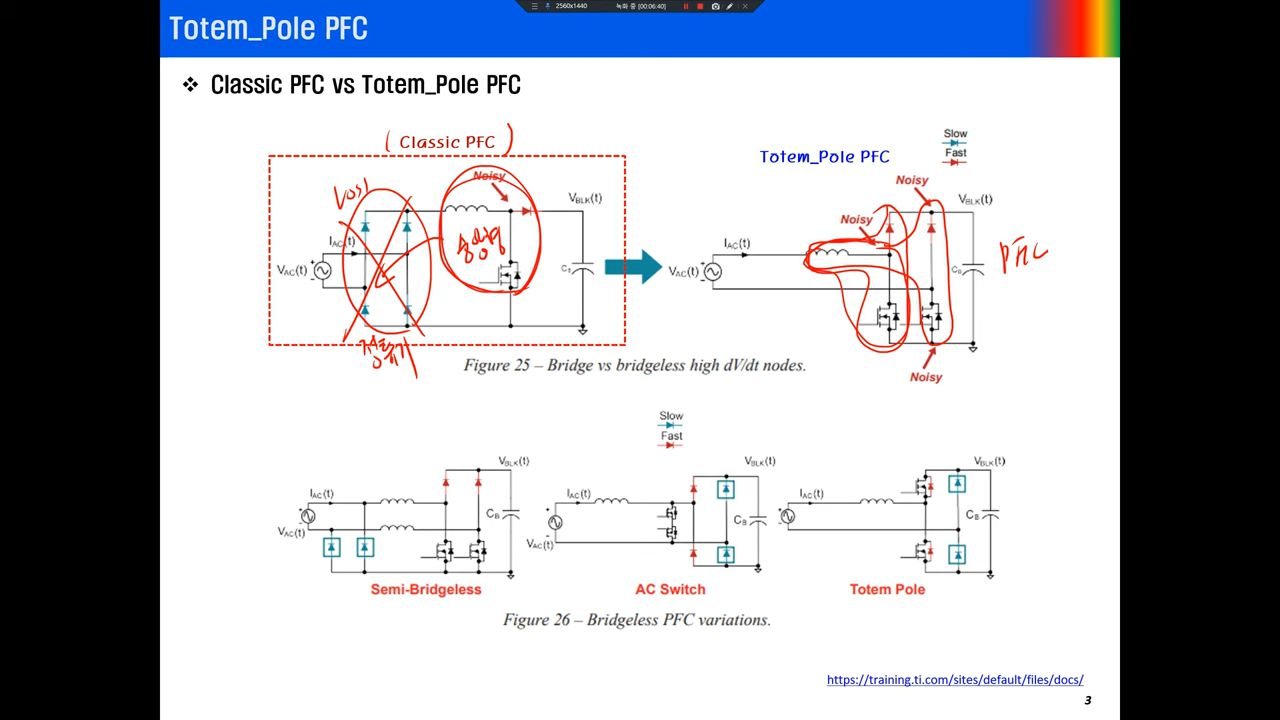 2560x1440
녹화 중 [00:06:40]
Totem_Pole PFC
❖ Classic PFC vs Totem_Pole PFC
(Classic PFC)
Noisy
V_BLK(t)
I_AC(t)
V_AC(t)
Totem_Pole PFC
Slow
Fast
Noisy
Noisy
V_BLK(t)
I_AC(t)
V_AC(t)
C_B
Noisy
PFC
Figure 25 – Bridge vs bridgeless high dV/dt nodes.
Slow
Fast
V_BLK(t)
I_AC(t)
V_AC(t)
C_B
Semi-Bridgeless
V_BLK(t)
I_AC(t)
V_AC(t)
C_B
AC Switch
V_BLK(t)
I_AC(t)
V_AC(t)
C_B
Totem Pole
Figure 26 – Bridgeless PFC variations.
https://training.ti.com/sites/default/files/docs/
3